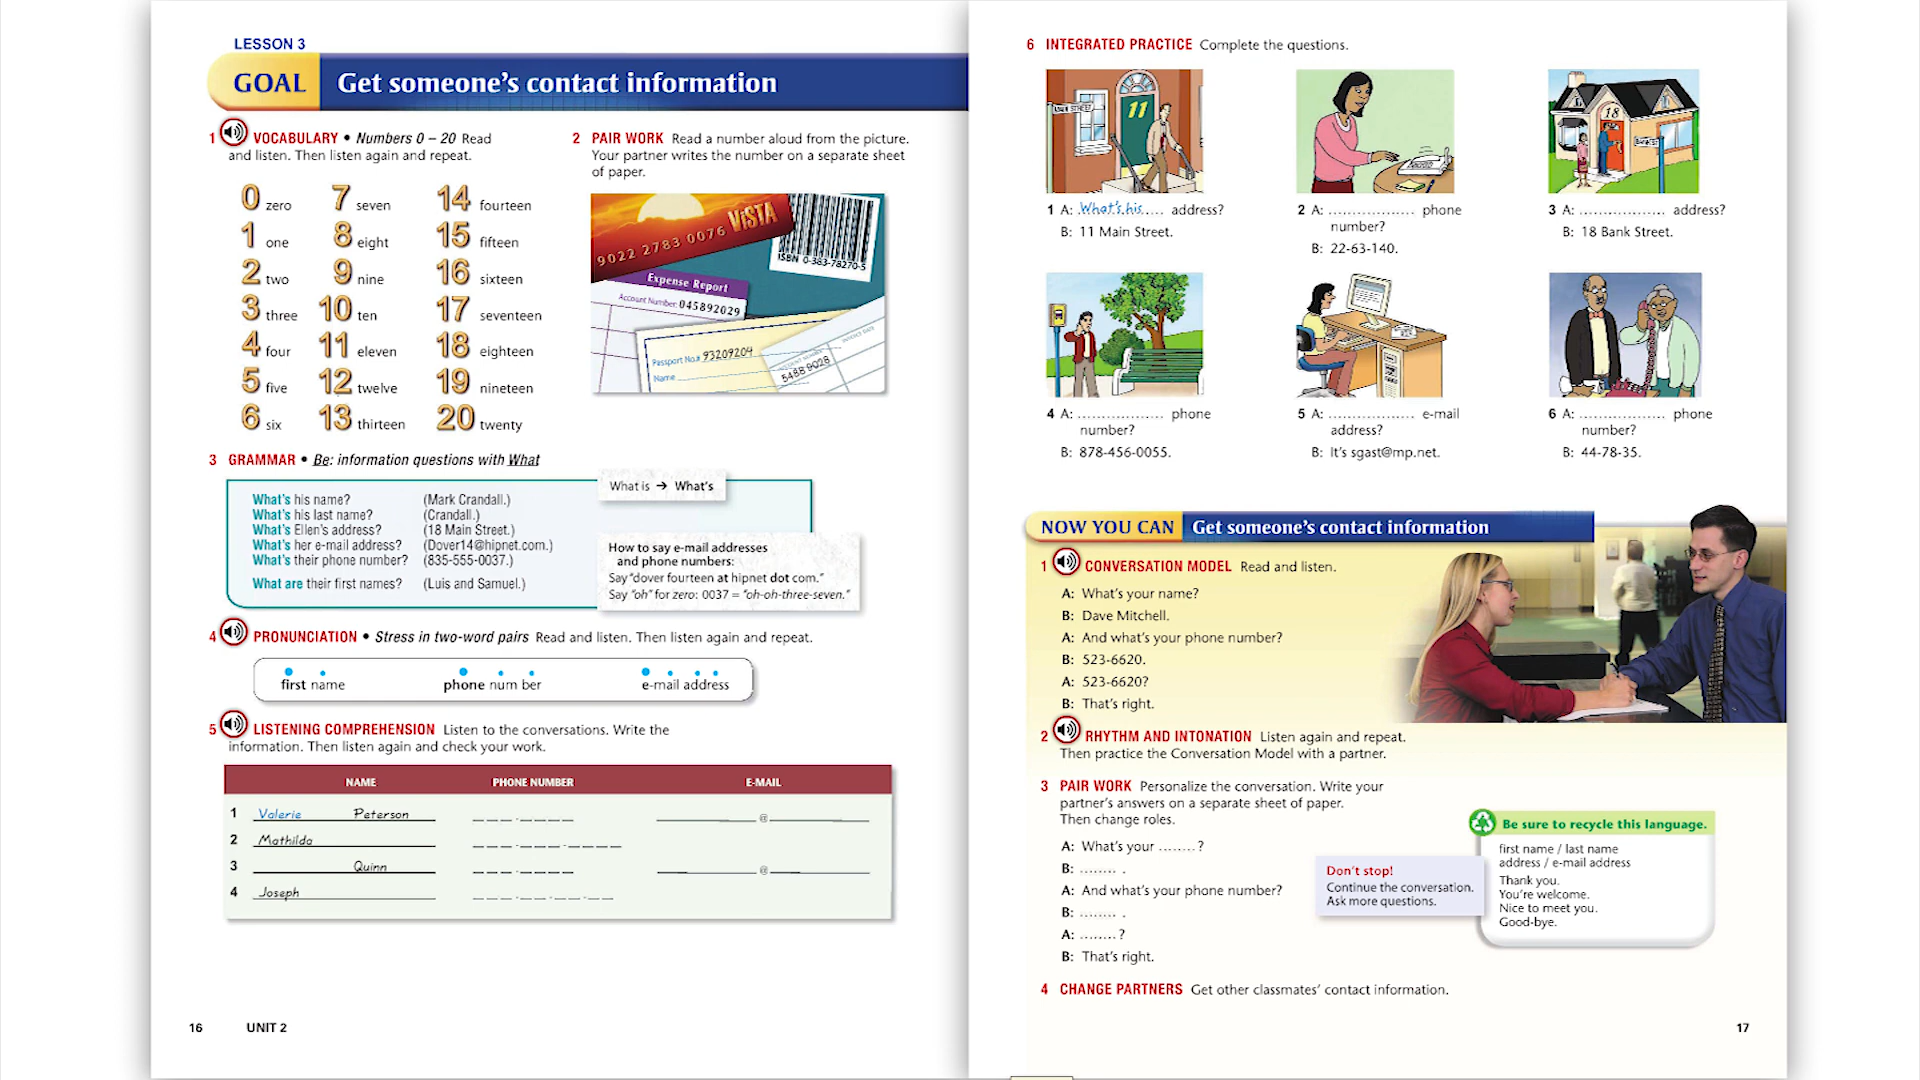 LESSON 3
GOAL Get someone's contact information
1 VOCABULARY • Numbers 0 – 20 Read
and listen. Then listen again and repeat.
0 zero 7 seven 14 fourteen
1 one 8 eight 15 fifteen
2 two 9 nine 16 sixteen
3 three 10 ten 17 seventeen
4 four 11 eleven 18 eighteen
5 five 12 twelve 19 nineteen
6 six 13 thirteen 20 twenty
2 PAIR WORK Read a number aloud from the picture.
Your partner writes the number on a separate sheet
of paper.
ViSTA
9022 2783 0076
ISBN 0-383-78270-5
Expense Report
Account Number: 045892029
Passport No.# 93209204
Name
INVOICE DATE
ACCOUNT NUMBER
5488 9028
3 GRAMMAR • Be: information questions with What
What is → What's
What's his name? (Mark Crandall.)
What's his last name? (Crandall.)
What's Ellen's address? (18 Main Street.)
What's her e-mail address? (Dover14@hipnet.com.)
What's their phone number? (835-555-0037.)
What are their first names? (Luis and Samuel.)
How to say e-mail addresses
and phone numbers:
Say "dover fourteen at hipnet dot com."
Say "oh" for zero: 0037 = "oh-oh-three-seven."
4 PRONUNCIATION • Stress in two-word pairs Read and listen. Then listen again and repeat.
first name phone num ber e-mail address
5 LISTENING COMPREHENSION Listen to the conversations. Write the
information. Then listen again and check your work.
NAME PHONE NUMBER E-MAIL
1 Valerie Peterson _ _ _ - _ _ _ _ ________ @ ________
2 Mathilda _ _ _ - _ _ _ - _ _ _ _
3 Quinn _ _ _ - _ _ _ _ ________ @ ________
4 Joseph _ _ _ - _ _ - _ _ - _ _
16 UNIT 2
6 INTEGRATED PRACTICE Complete the questions.
MAIN STREET
11
18
BANK ST
1 A: What's his..... address?
B: 11 Main Street.
2 A: .................. phone
number?
B: 22-63-140.
3 A: .................. address?
B: 18 Bank Street.
4 A: .................. phone
number?
B: 878-456-0055.
5 A: .................. e-mail
address?
B: It's sgast@mp.net.
6 A: .................. phone
number?
B: 44-78-35.
NOW YOU CAN Get someone's contact information
1 CONVERSATION MODEL Read and listen.
A: What's your name?
B: Dave Mitchell.
A: And what's your phone number?
B: 523-6620.
A: 523-6620?
B: That's right.
2 RHYTHM AND INTONATION Listen again and repeat.
Then practice the Conversation Model with a partner.
3 PAIR WORK Personalize the conversation. Write your
partner's answers on a separate sheet of paper.
Then change roles.
A: What's your ........?
B: ........ .
A: And what's your phone number?
B: ........ .
A: ........?
B: That's right.
Don't stop!
Continue the conversation.
Ask more questions.
Be sure to recycle this language.
first name / last name
address / e-mail address
Thank you.
You're welcome.
Nice to meet you.
Good-bye.
4 CHANGE PARTNERS Get other classmates' contact information.
17